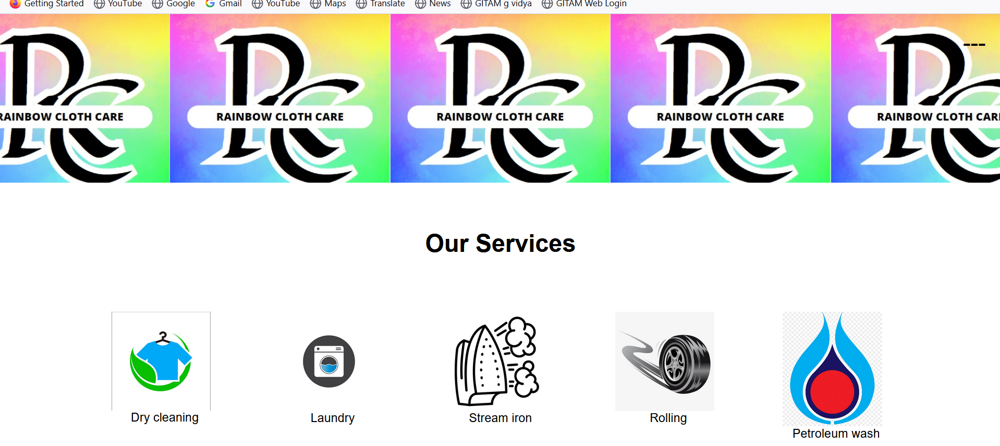 Getting Started YouTube Google Gmail YouTube Maps Translate News GITAM g vidya GITAM Web Login
---
RAINBOW CLOTH CARE RAINBOW CLOTH CARE RAINBOW CLOTH CARE RAINBOW CLOTH CARE RAINBOW CLOTH CAR
Our Services
Dry cleaning Laundry Stream iron Rolling
Petroleum wash